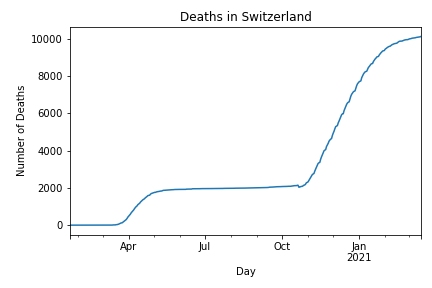 Deaths in Switzerland
Number of Deaths
10000
8000
6000
4000
2000
0
Apr
Jul
Oct
Jan
2021
Day